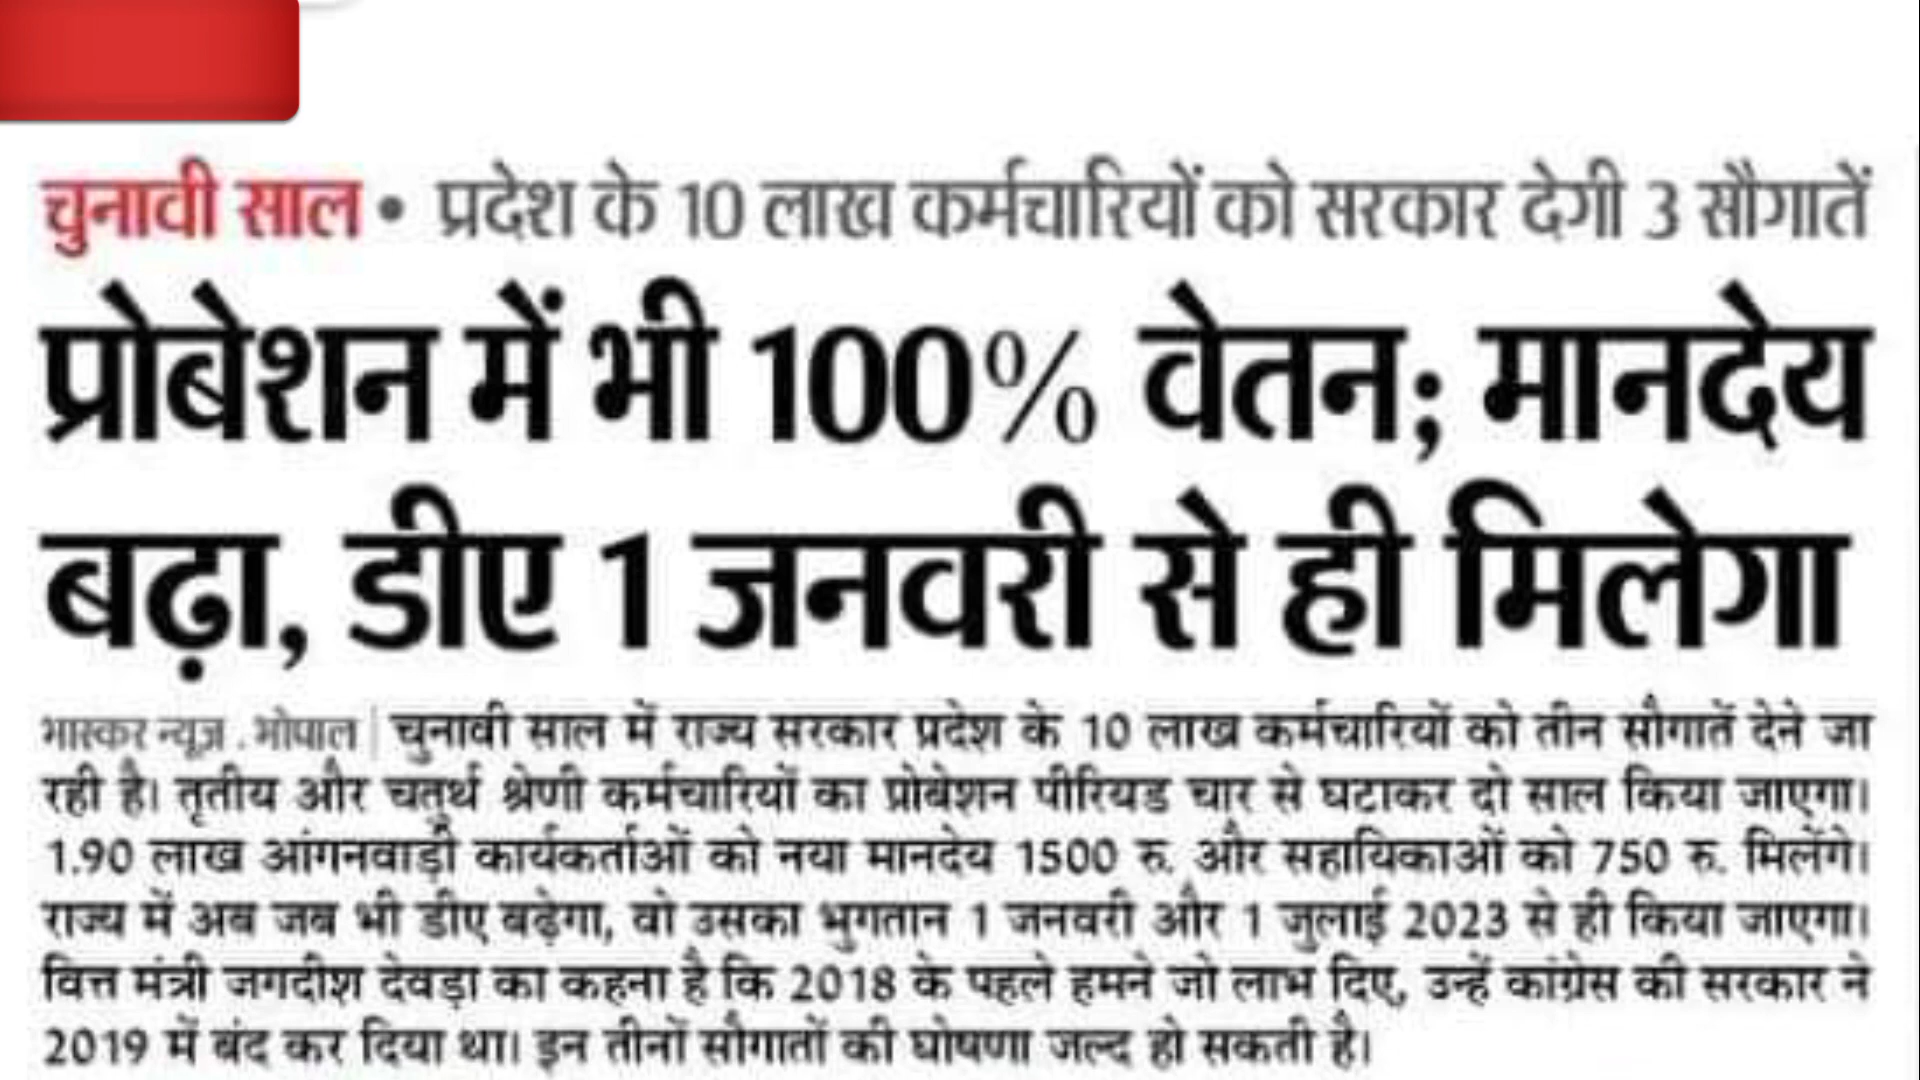 चुनावी साल • प्रदेश के 10 लाख कर्मचारियों को सरकार देगी 3 सौगातें
प्रोबेशन में भी 100% वेतन; मानदेय
बढ़ा, डीए 1 जनवरी से ही मिलेगा
भास्कर न्यूज . भोपाल | चुनावी साल में राज्य सरकार प्रदेश के 10 लाख कर्मचारियों को तीन सौगातें देने जा
रही है। तृतीय और चतुर्थ श्रेणी कर्मचारियों का प्रोबेशन पीरियड चार से घटाकर दो साल किया जाएगा।
1.90 लाख आंगनवाड़ी कार्यकर्ताओं को नया मानदेय 1500 रु. और सहायिकाओं को 750 रु. मिलेंगे।
राज्य में अब जब भी डीए बढ़ेगा, वो उसका भुगतान 1 जनवरी और 1 जुलाई 2023 से ही किया जाएगा।
वित्त मंत्री जगदीश देवड़ा का कहना है कि 2018 के पहले हमने जो लाभ दिए, उन्हें कांग्रेस की सरकार ने
2019 में बंद कर दिया था। इन तीनों सौगातों की घोषणा जल्द हो सकती है।